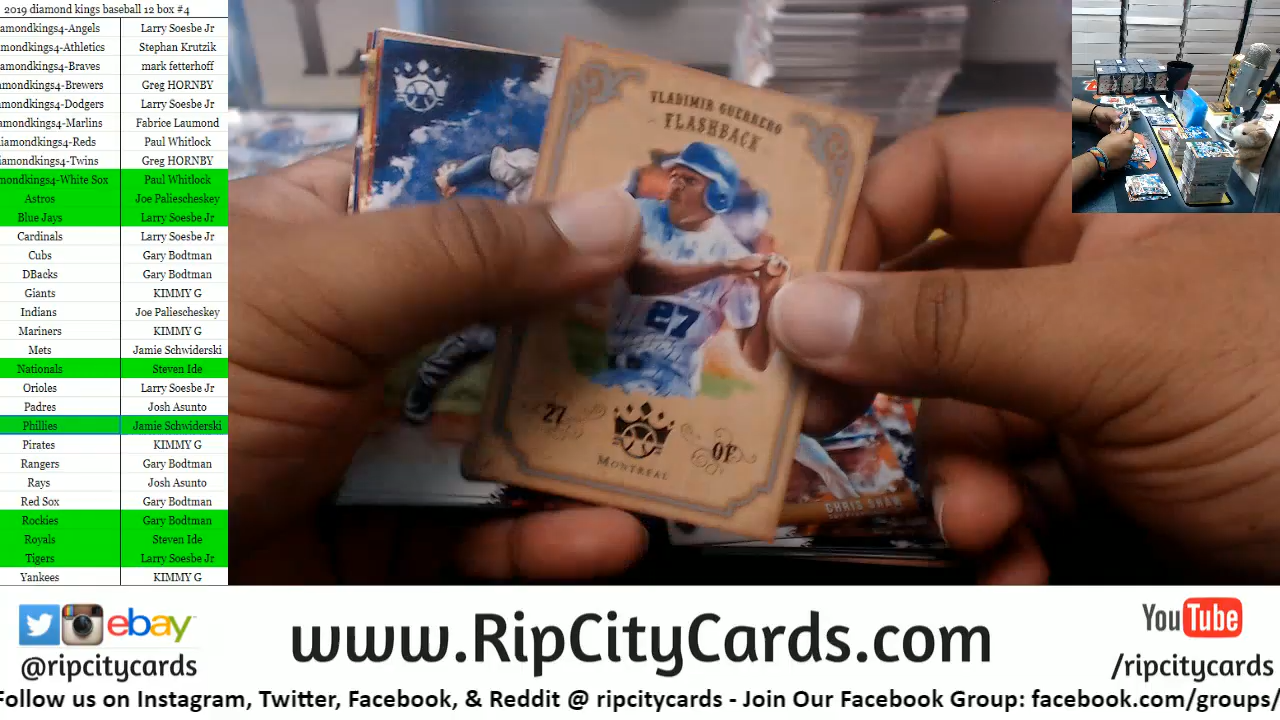 2019 diamond kings baseball 12 box #4
amondkings4-Angels Larry Soesbe Jr
mondkings4-Athletics Stephan Krutzik
amondkings4-Braves mark fetterhoff
mondkings4-Brewers Greg HORNBY
mondkings4-Dodgers Larry Soesbe Jr
mondkings4-Marlins Fabrice Laumond
iamondkings4-Reds Paul Whitlock
iamondkings4-Twins Greg HORNBY
mondkings4-White Sox Paul Whitlock
Astros Joe Paliescheskey
Blue Jays Larry Soesbe Jr
Cardinals Larry Soesbe Jr
Cubs Gary Bodtman
DBacks Gary Bodtman
Giants KIMMY G
Indians Joe Paliescheskey
Mariners KIMMY G
Mets Jamie Schwiderski
Nationals Steven Ide
Orioles Larry Soesbe Jr
Padres Josh Asunto
Phillies Jamie Schwiderski
Pirates KIMMY G
Rangers Gary Bodtman
Rays Josh Asunto
Red Sox Gary Bodtman
Rockies Gary Bodtman
Royals Steven Ide
Tigers Larry Soesbe Jr
Yankees KIMMY G
VLADIMIR GUERRERO
FLASHBACK
27
27 OF
MONTREAL
CHRIS SHAW
ebay
@ripcitycards
www.RipCityCards.com
YouTube
/ripcitycards
Follow us on Instagram, Twitter, Facebook, & Reddit @ ripcitycards - Join Our Facebook Group: facebook.com/groups/